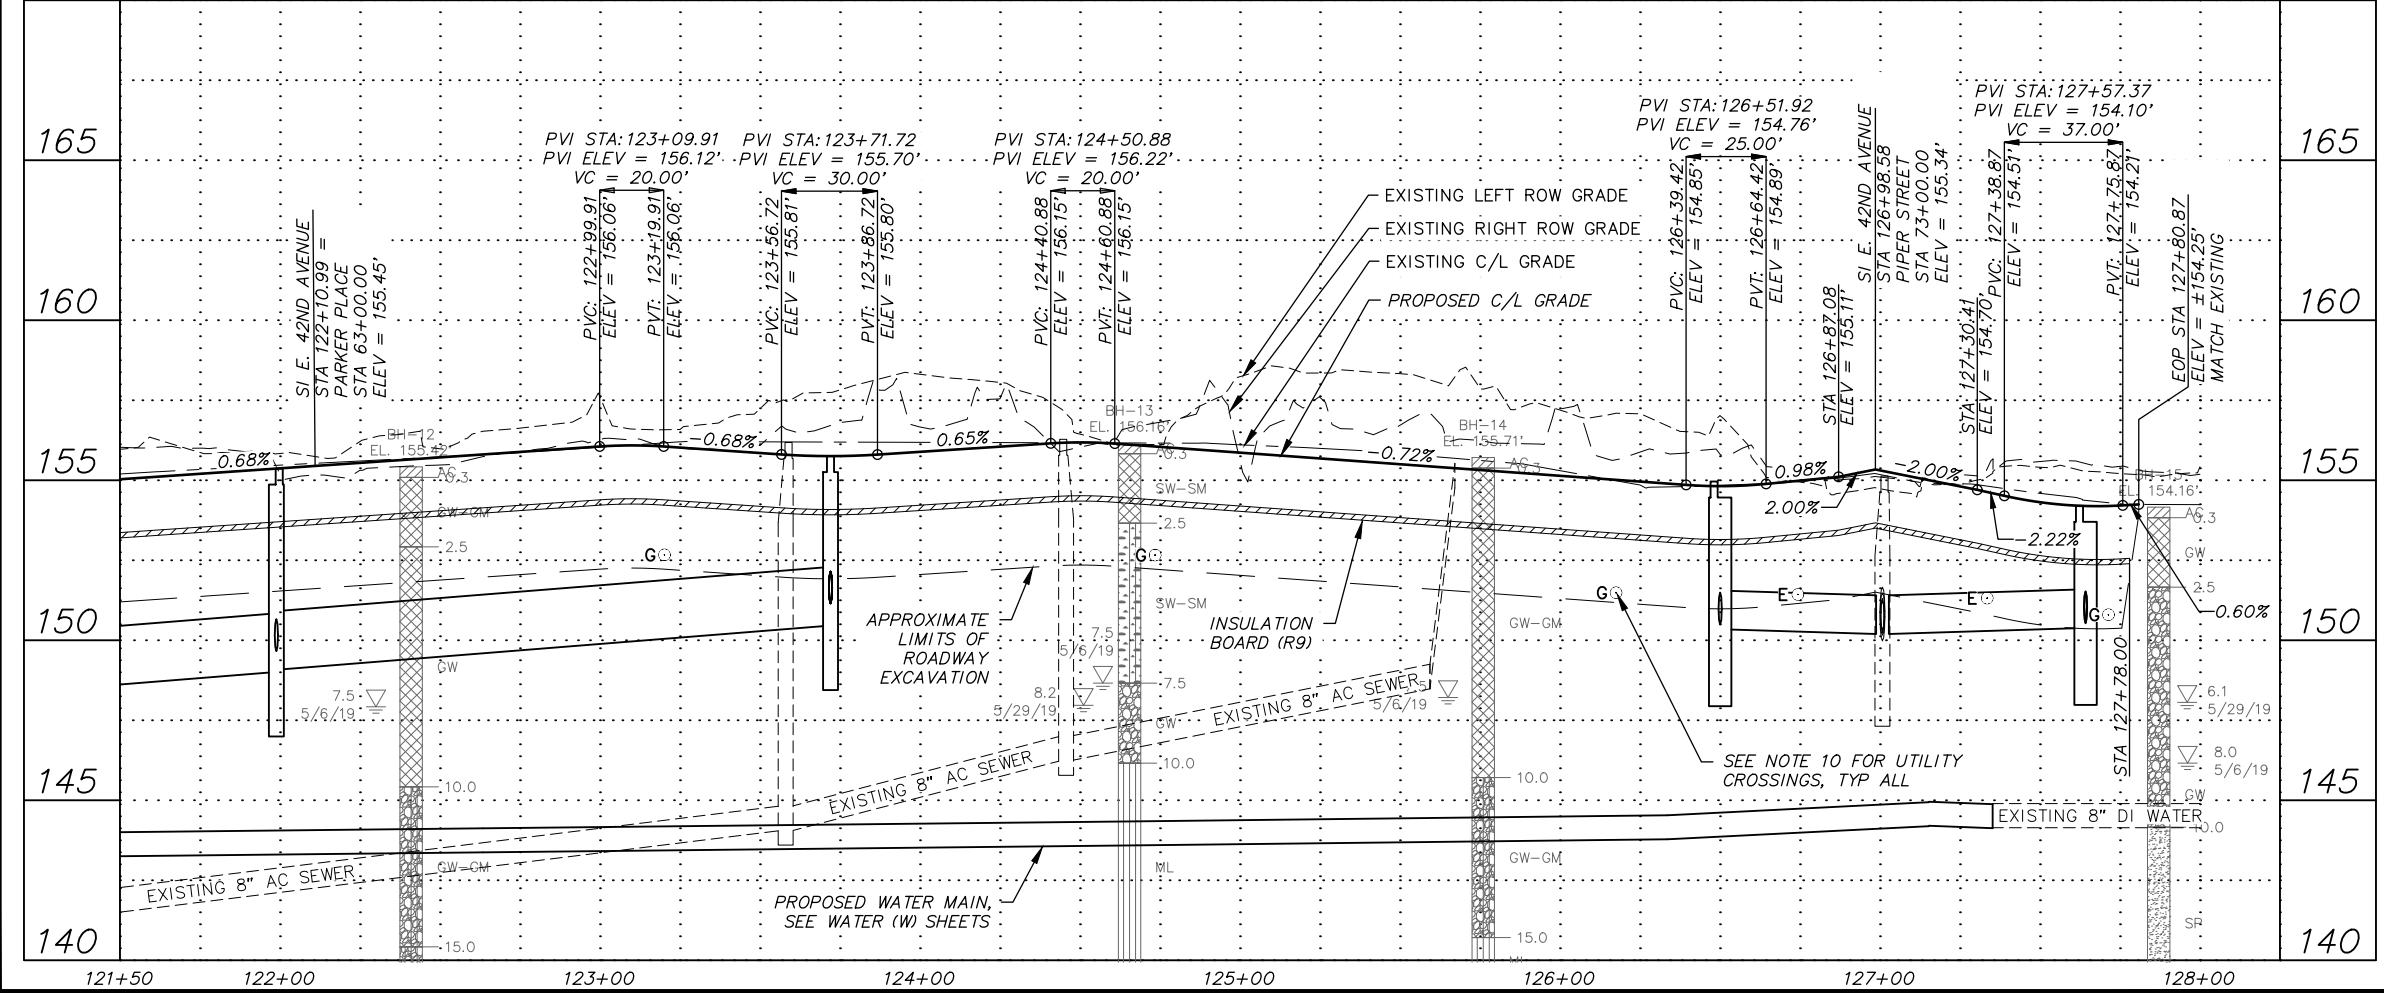 165
160
155
150
145
140
165
160
155
150
145
140
121+50
122+00
123+00
124+00
125+00
126+00
127+00
128+00
SI E. 42ND AVENUE
STA 122+10.99 =
PARKER PLACE
STA 63+00.00
ELEV = 155.45'
PVI STA:123+09.91
PVI ELEV = 156.12'
VC = 20.00'
PVC: 122+99.91
ELEV = 156.06'
PVT: 123+19.91
ELEV = 156.06'
PVI STA:123+71.72
PVI ELEV = 155.70'
VC = 30.00'
PVC: 123+56.72
ELEV = 155.81'
PVT: 123+86.72
ELEV = 155.80'
PVI STA:124+50.88
PVI ELEV = 156.22'
VC = 20.00'
PVC: 124+40.88
ELEV = 156.15'
PVT: 124+60.88
ELEV = 156.15'
EXISTING LEFT ROW GRADE
EXISTING RIGHT ROW GRADE
EXISTING C/L GRADE
PROPOSED C/L GRADE
PVI STA:126+51.92
PVI ELEV = 154.76'
VC = 25.00'
PVC: 126+39.42
ELEV = 154.85'
PVT: 126+64.42
ELEV = 154.89'
STA 126+87.08
ELEV = 155.11'
SI E. 42ND AVENUE
STA 126+98.58
PIPER STREET
STA 73+00.00
ELEV = 155.34'
STA 127+30.41
ELEV = 154.70'
PVI STA:127+57.37
PVI ELEV = 154.10'
VC = 37.00'
PVC: 127+38.87
ELEV = 154.51'
PVT: 127+75.87
ELEV = 154.21'
EOP STA 127+80.87
ELEV = ±154.25'
MATCH EXISTING
0.68%
-0.68%
0.65%
-0.72%
0.98%
2.00%
-2.00%
-2.22%
0.60%
BH-12
EL. 155.42'
AC
0.3
GW-GM
2.5
GW
7.5
5/6/19
10.0
GW-GM
15.0
BH-13
EL. 156.16'
AC
0.3
SW-SM
2.5
SW-SM
7.5
5/6/19
7.5
8.2
5/29/19
GW
10.0
ML
BH-14
EL. 155.71'
0.3
GW-GM
5/6/19
10.0
GW-GM
15.0
BH-15
EL. 154.16'
AC
0.3
GW
2.5
6.1
5/29/19
8.0
5/6/19
GW
10.0
SP
G
G
G
E
E
G
APPROXIMATE
LIMITS OF
ROADWAY
EXCAVATION
INSULATION
BOARD (R9)
SEE NOTE 10 FOR UTILITY
CROSSINGS, TYP ALL
STA 127+78.00
EXISTING 8" AC SEWER
EXISTING 8" AC SEWER
EXISTING 8" AC SEWER
EXISTING 8" DI WATER
PROPOSED WATER MAIN,
SEE WATER (W) SHEETS